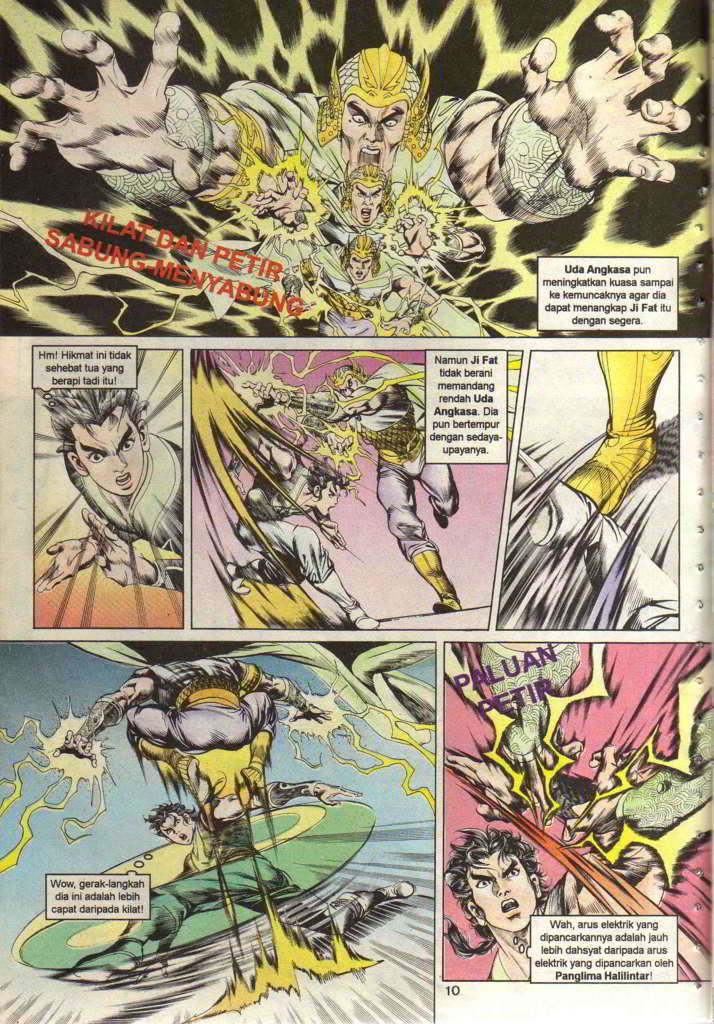 KILAT DAN PETIR
SABUNG-MENYABUNG
Uda Angkasa pun
meningkatkan kuasa sampai
ke kemuncaknya agar dia
dapat menangkap Ji Fat itu
dengan segera.
Hm! Hikmat ini tidak
sehebat tua yang
berapi tadi itu!
Namun Ji Fat
tidak berani
memandang
rendah Uda
Angkasa. Dia
pun bertempur
dengan sedaya-
upayanya.
Wow, gerak-langkah
dia ini adalah lebih
capat daripada kilat!
PALUAN
PETIR
Wah, arus elektrik yang
dipancarkannya adalah jauh
lebih dahsyat daripada arus
elektrik yang dipancarkan oleh
Panglima Halilintar!
10